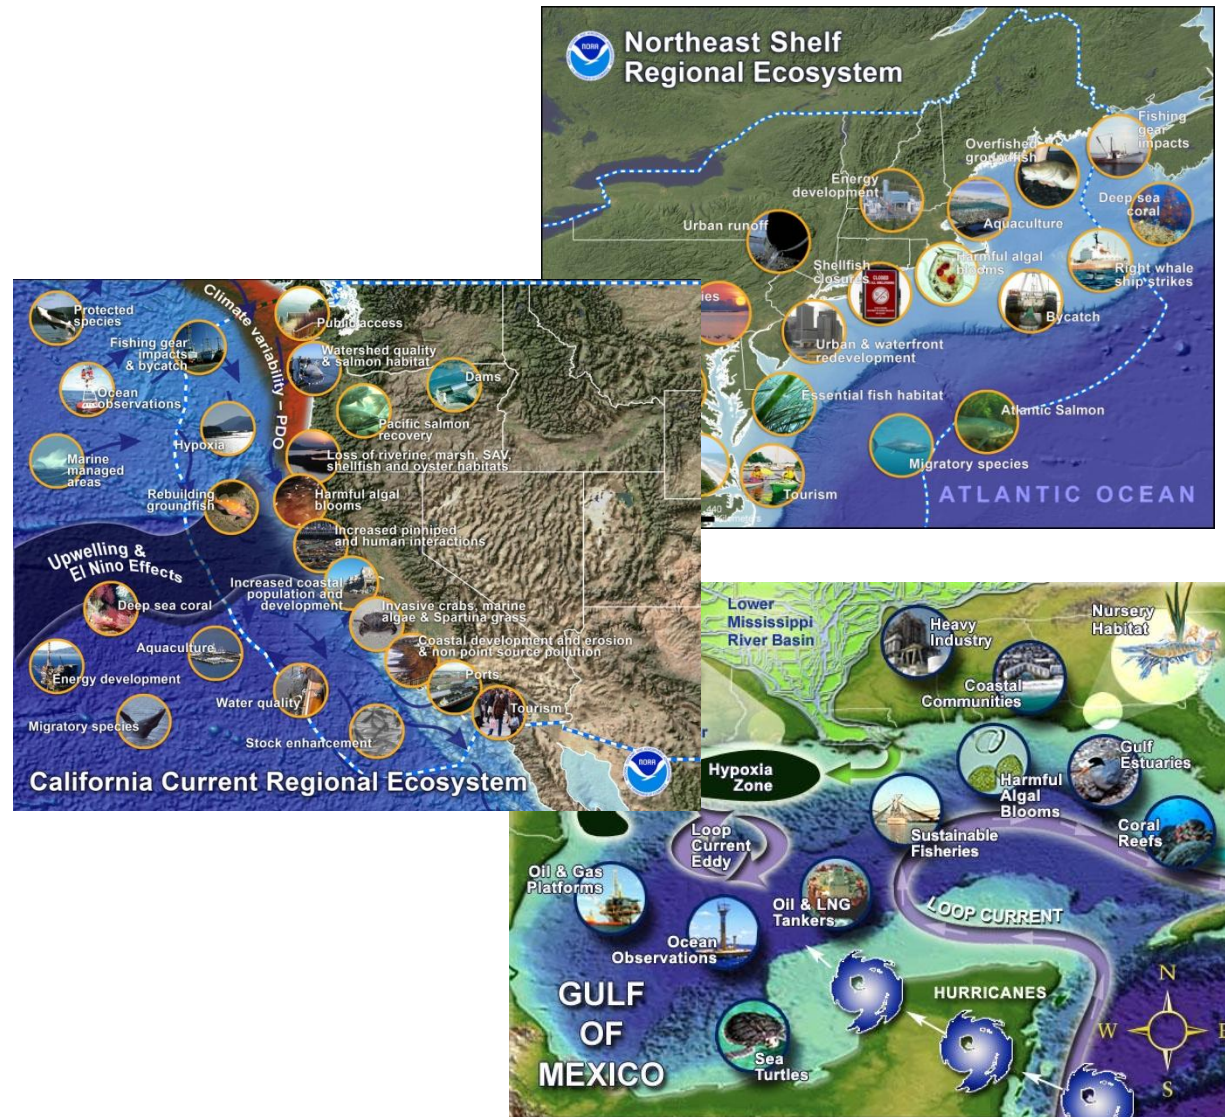 NOAA
Northeast Shelf
Regional Ecosystem
Fishing
gear
impacts
Overfished
groundfish
Energy
development
Deep sea
coral
Urban runoff
Aquaculture
Shellfish
closures
CLOSED
Harmful algal
blooms
Right whale
ship strikes
Bycatch
Urban & waterfront
redevelopment
Essential fish habitat
Atlantic Salmon
Migratory species
Tourism
ATLANTIC OCEAN
440
Protected
species
Climate variability – PDO
Public access
Fishing gear
impacts
& bycatch
Watershed quality
& salmon habitat
Ocean
observations
Dams
Hypoxia
Pacific salmon
recovery
Marine
managed
areas
Loss of riverine, marsh, SAV,
shellfish and oyster habitats
Rebuilding
groundfish
Harmful algal
blooms
Increased pinniped
and human interactions
Upwelling &
El Nino Effects
Increased coastal
population and
development
Deep sea coral
Invasive crabs, marine
algae & Spartina grass
Aquaculture
Coastal development and erosion
& non point source pollution
Energy development
Ports
Water quality
Tourism
Migratory species
Stock enhancement
California Current Regional Ecosystem
NOAA
Lower
Mississippi
River Basin
Heavy
Industry
Nursery
Habitat
Coastal
Communities
Hypoxia
Zone
Harmful
Algal
Blooms
Gulf
Estuaries
Loop
Current
Eddy
Sustainable
Fisheries
Coral
Reefs
Oil & Gas
Platforms
Oil & LNG
Tankers
LOOP CURRENT
Ocean
Observations
GULF
OF
MEXICO
HURRICANES
Sea
Turtles
N
W
E
S